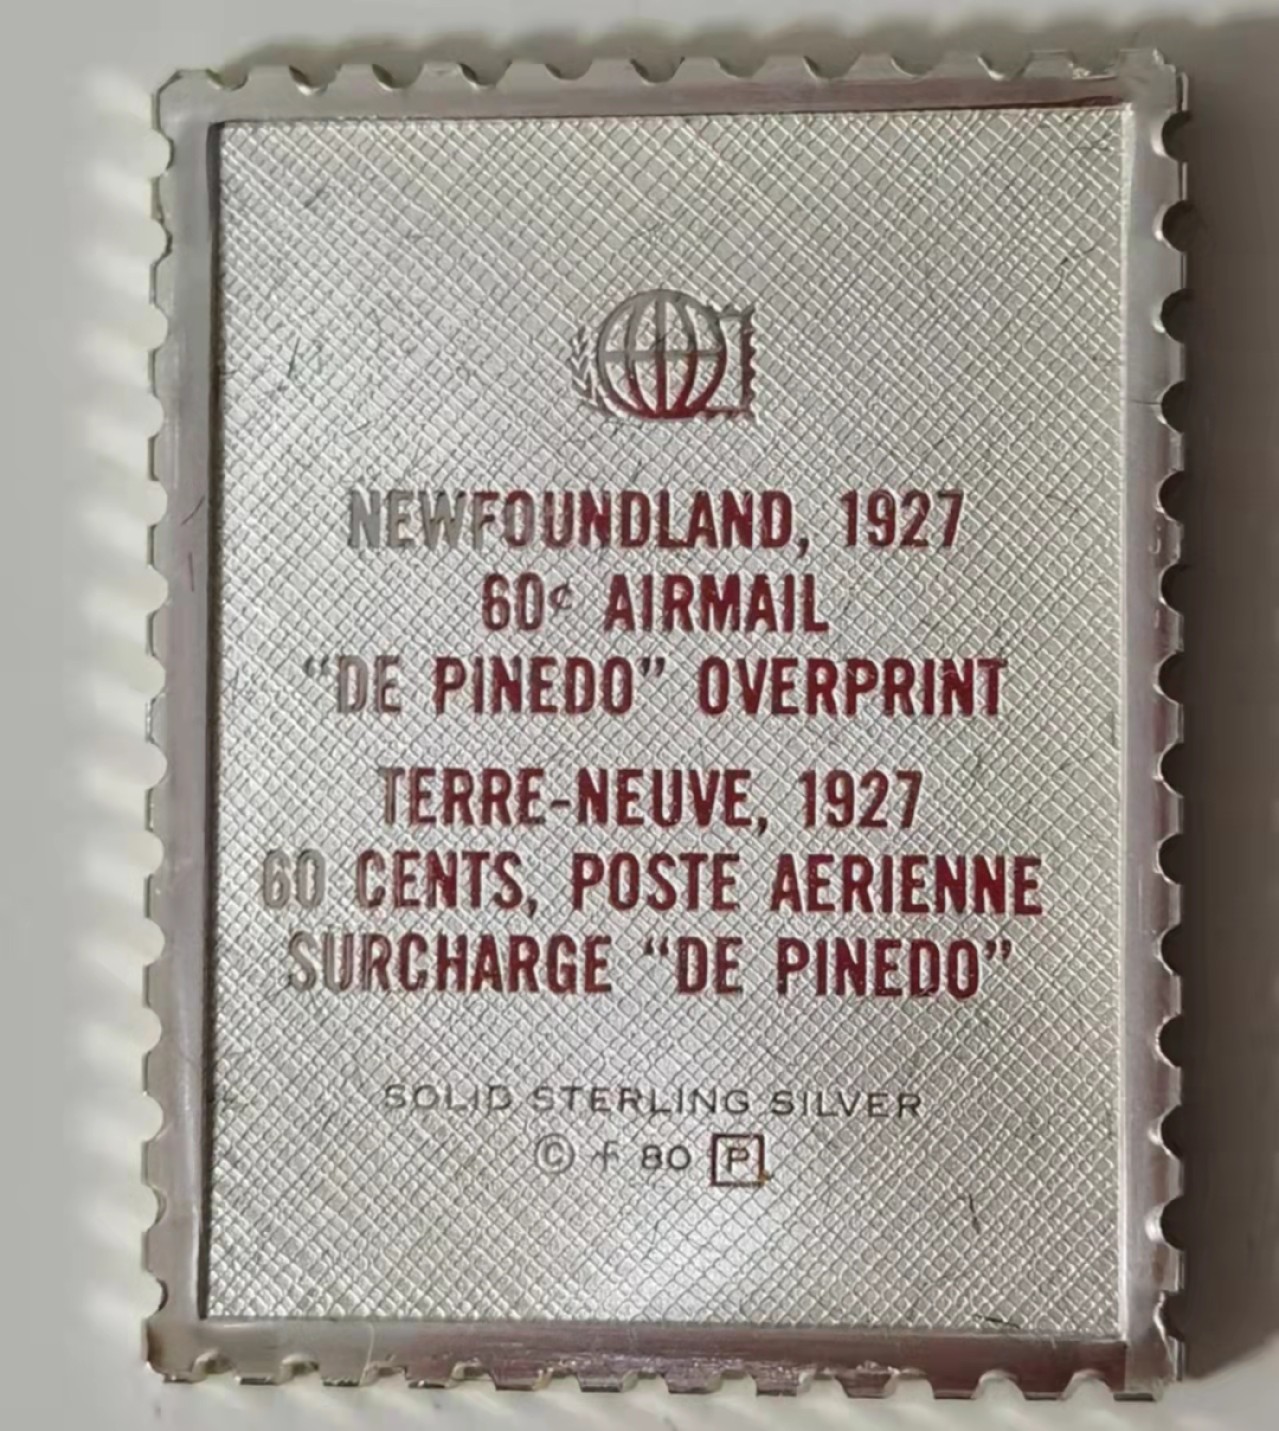 NEWFOUNDLAND, 1927
60¢ AIRMAIL
“DE PINEDO” OVERPRINT
TERRE-NEUVE, 1927
60 CENTS, POSTE AERIENNE
SURCHARGE “DE PINEDO”
SOLID STERLING SILVER
© f 80 P